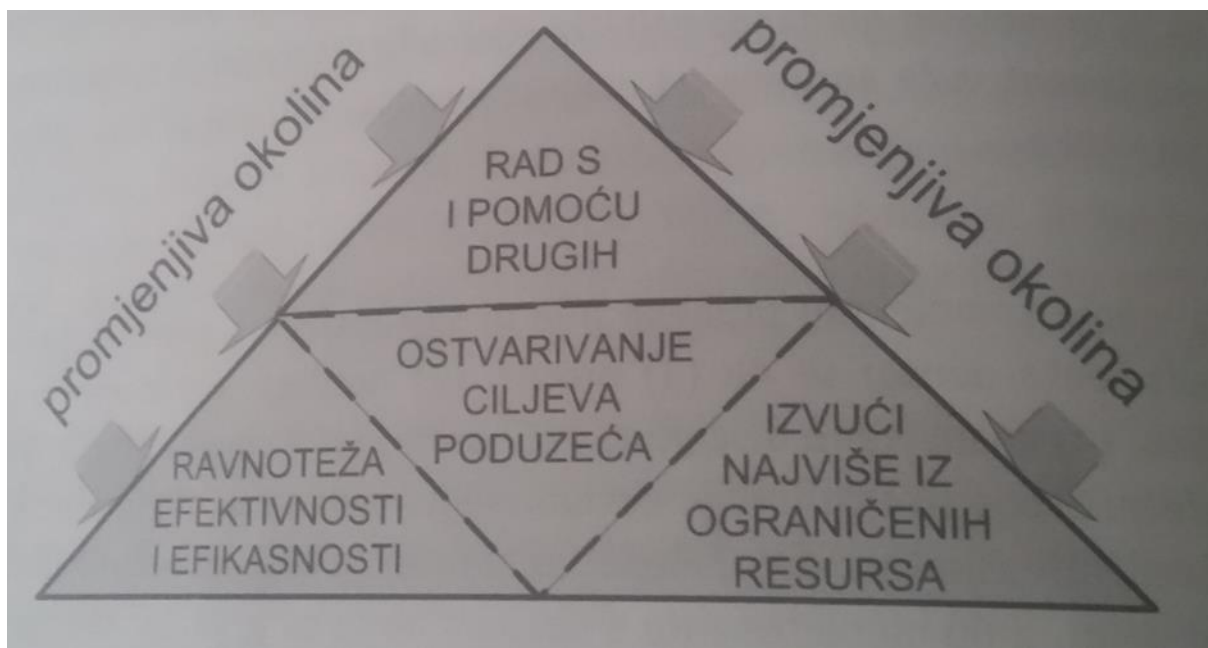 promjenjiva okolina
promjenjiva okolina
RAD S
I POMOĆU
DRUGIH
OSTVARIVANJE
CILJEVA
PODUZEĆA
RAVNOTEŽA
EFEKTIVNOSTI
I EFIKASNOSTI
IZVUĆI
NAJVIŠE IZ
OGRANIČENIH
RESURSA